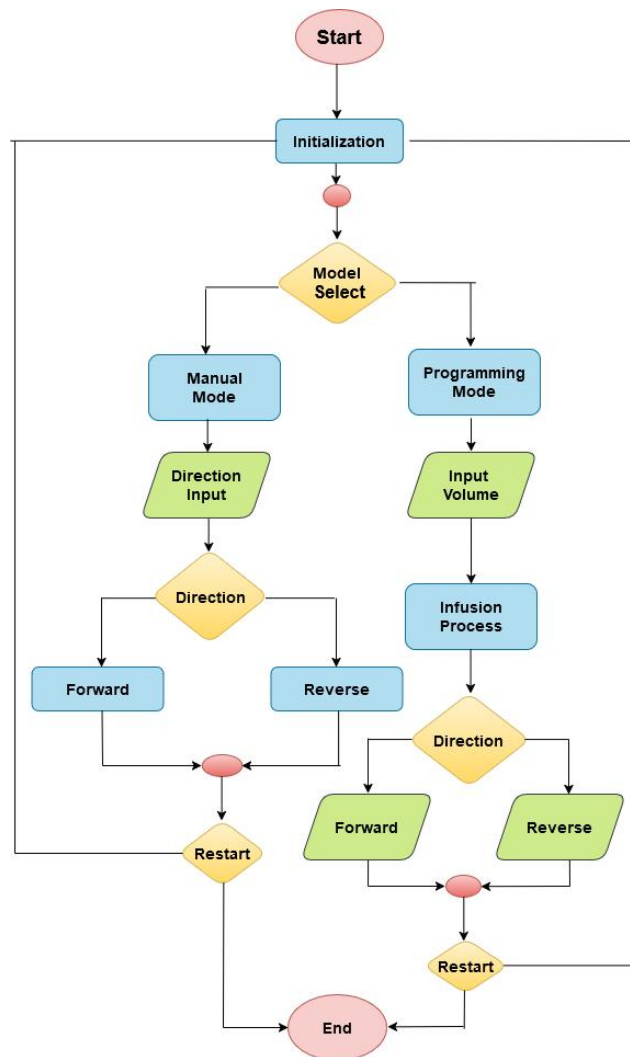 Start
Initialization
Model
Select
Manual
Mode
Programming
Mode
Direction
Input
Input
Volume
Direction
Infusion
Process
Forward
Reverse
Direction
Forward
Reverse
Restart
Restart
End